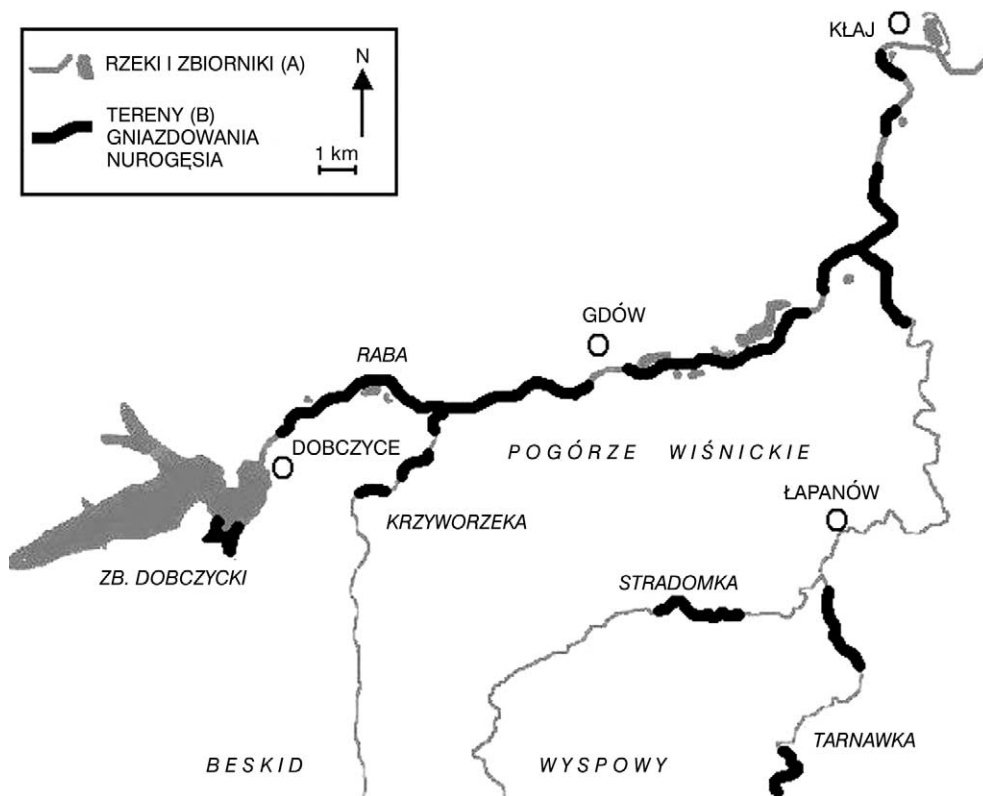 RZEKI I ZBIORNIKI (A)
N
TERENY (B)
GNIAZDOWANIA
NUROGĘSIA
1 km
KŁAJ
GDÓW
RABA
DOBCZYCE
POGÓRZE WIŚNICKIE
ŁAPANÓW
KRZYWORZEKA
ZB. DOBCZYCKI
STRADOMKA
TARNAWKA
BESKID WYSPOWY